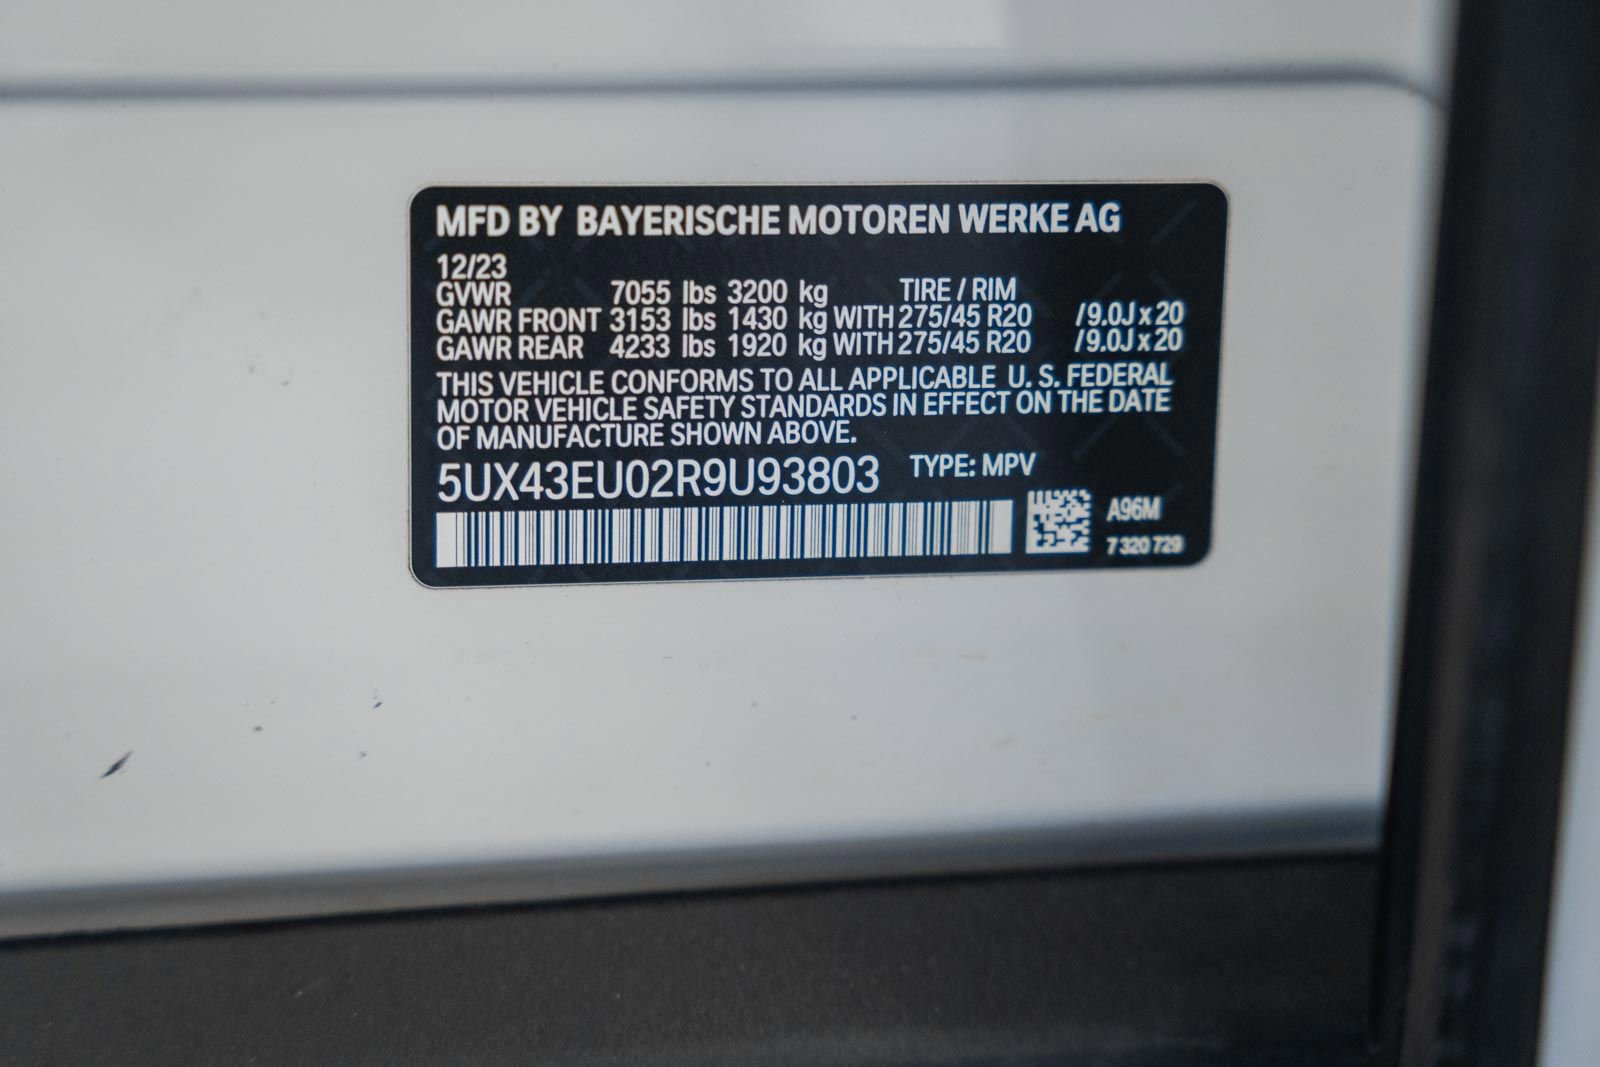 MFD BY BAYERISCHE MOTOREN WERKE AG
12/23
GVWR 7055 lbs 3200 kg TIRE / RIM
GAWR FRONT 3153 lbs 1430 kg WITH 275/45 R20 /9.0J x 20
GAWR REAR 4233 lbs 1920 kg WITH 275/45 R20 /9.0J x 20
THIS VEHICLE CONFORMS TO ALL APPLICABLE U. S. FEDERAL
MOTOR VEHICLE SAFETY STANDARDS IN EFFECT ON THE DATE
OF MANUFACTURE SHOWN ABOVE.
5UX43EU02R9U93803 TYPE: MPV
A96M
7 320 729